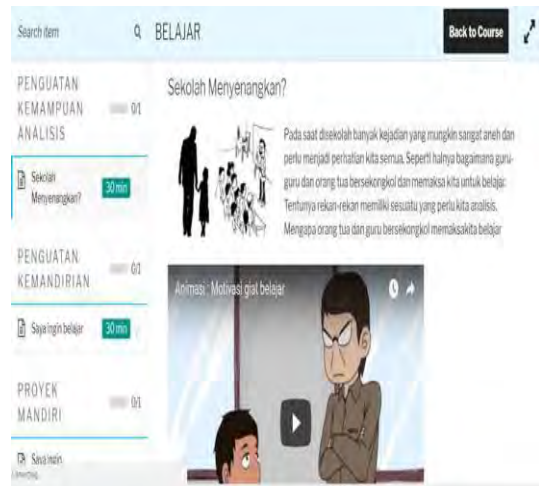 Search item
BELAJAR
Back to Course
PENGUATAN
KEMAMPUAN
ANALISIS
0/1
Sekolah
Menyenangkan?
30 min
PENGUATAN
KEMANDIRIAN
0/1
Saya ingin belajar
30 min
PROYEK
MANDIRI
0/1
Saya ingin
Sekolah Menyenangkan?
Pada saat disekolah banyak kejadian yang mungkin sangat aneh dan
perlu menjadi perhatian kita semua. Seperti halnya bagaimana guru-
guru dan orang tua bersekongkol dan memaksa kita untuk belajar.
Tentunya rekan-rekan memiliki sesuatu yang perlu kita analisis.
Mengapa orang tua dan guru bersekongkol memaksakita belajar
Animasi : Motivasi giat belajar